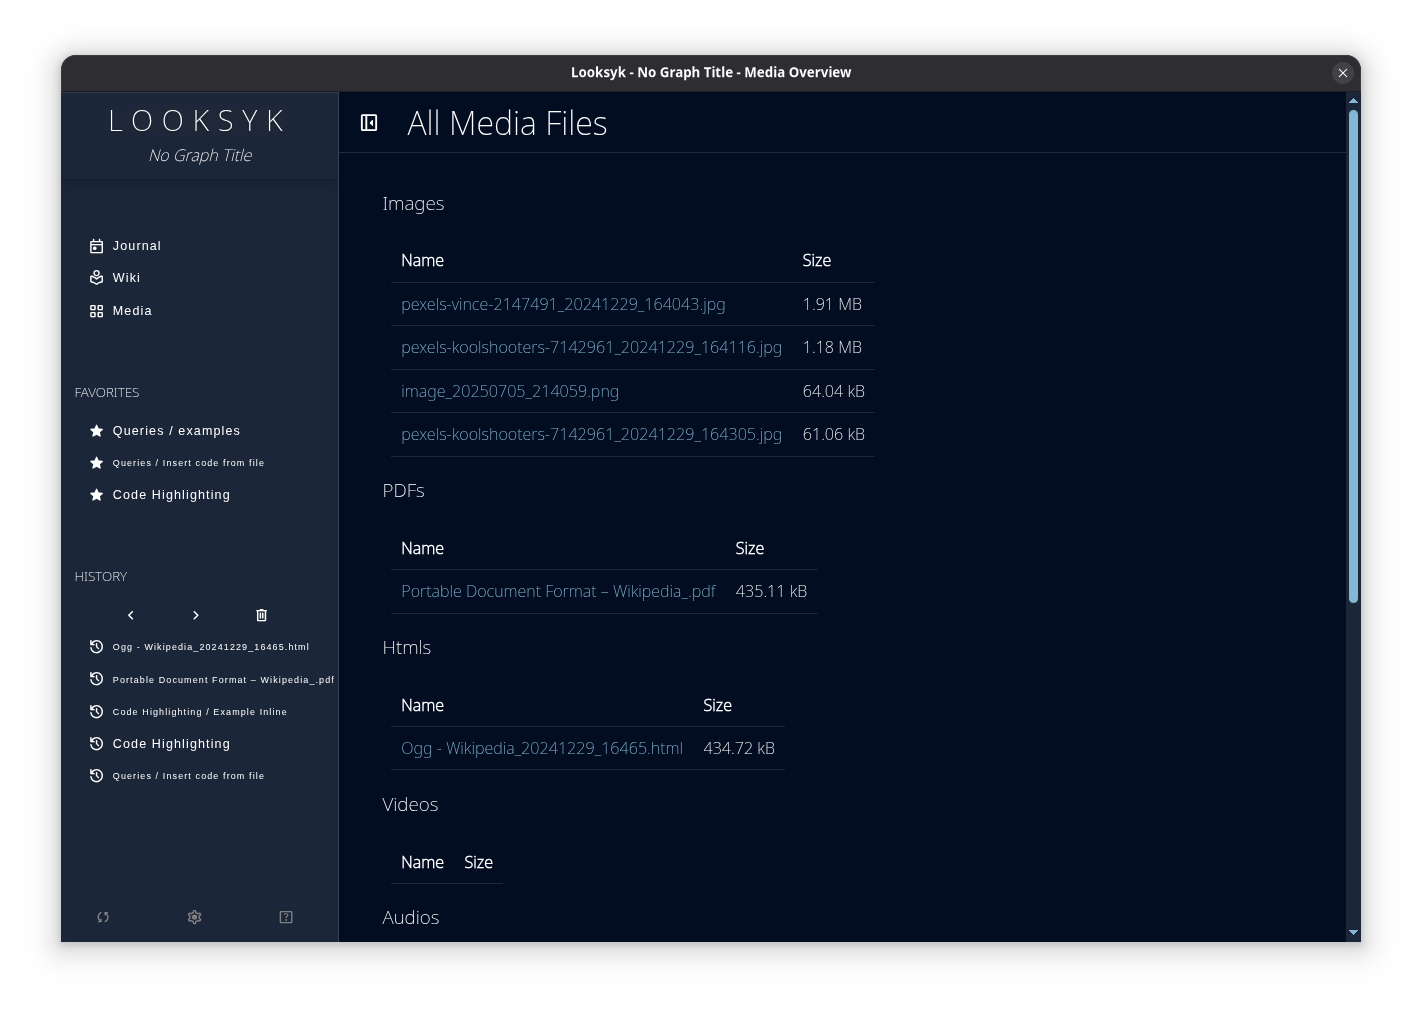 Looksyk - No Graph Title - Media Overview
LOOKSYK
No Graph Title
Journal
Wiki
Media
FAVORITES
Queries / examples
Queries / Insert code from file
Code Highlighting
HISTORY
Ogg - Wikipedia_20241229_16465.html
Portable Document Format – Wikipedia_.pdf
Code Highlighting / Example Inline
Code Highlighting
Queries / Insert code from file
All Media Files
Images
Name Size
pexels-vince-2147491_20241229_164043.jpg 1.91 MB
pexels-koolshooters-7142961_20241229_164116.jpg 1.18 MB
image_20250705_214059.png 64.04 kB
pexels-koolshooters-7142961_20241229_164305.jpg 61.06 kB
PDFs
Name Size
Portable Document Format – Wikipedia_.pdf 435.11 kB
Htmls
Name Size
Ogg - Wikipedia_20241229_16465.html 434.72 kB
Videos
Name Size
Audios